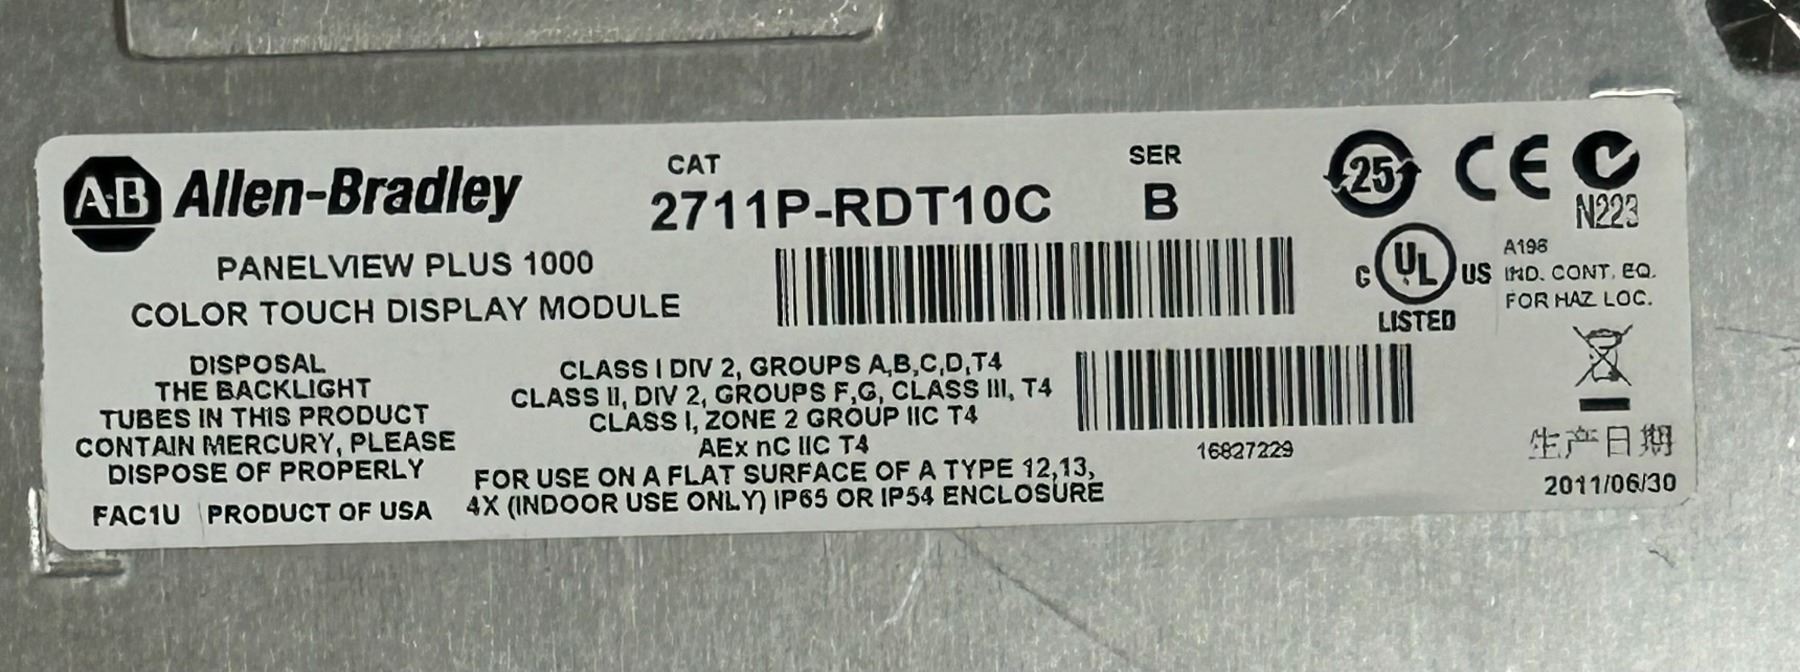 A-B Allen-Bradley
CAT
2711P-RDT10C
SER
B
PANELVIEW PLUS 1000
COLOR TOUCH DISPLAY MODULE
DISPOSAL
THE BACKLIGHT
TUBES IN THIS PRODUCT
CONTAIN MERCURY, PLEASE
DISPOSE OF PROPERLY
FAC1U PRODUCT OF USA
CLASS I DIV 2, GROUPS A,B,C,D,T4
CLASS II, DIV 2, GROUPS F,G, CLASS III, T4
CLASS I, ZONE 2 GROUP IIC T4
AEx nC IIC T4
FOR USE ON A FLAT SURFACE OF A TYPE 12,13,
4X (INDOOR USE ONLY) IP65 OR IP54 ENCLOSURE
16827229
25
CE
N223
C UL US
LISTED
A196
IND. CONT. EQ.
FOR HAZ LOC.
生产日期
2011/06/30